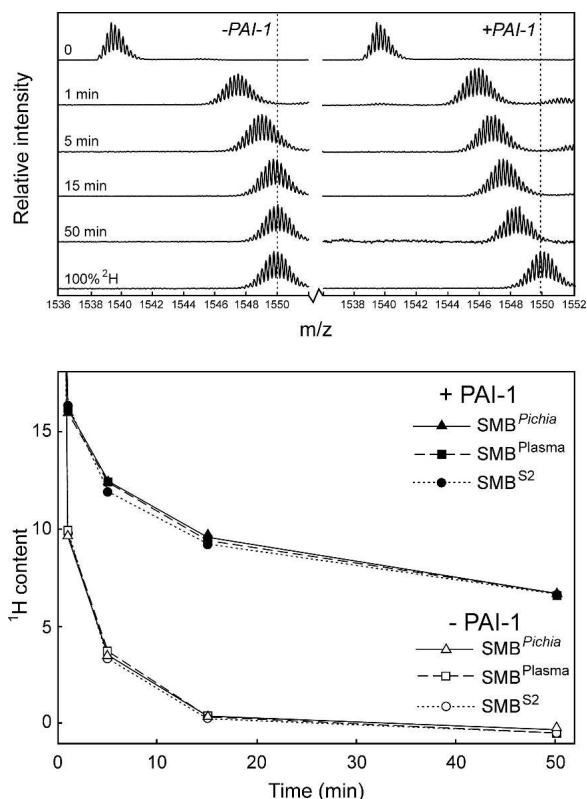 -PAI-1 +PAI-1
0
1 min
5 min
15 min
50 min
100% ²H
Relative intensity
1536 1538 1540 1542 1544 1546 1548 1550 1538 1540 1542 1544 1546 1548 1550 1552
m/z
+ PAI-1
SMB^Pichia
SMB^Plasma
SMB^S2
- PAI-1
SMB^Pichia
SMB^Plasma
SMB^S2
15
10
5
0
¹H content
0 10 20 30 40 50
Time (min)